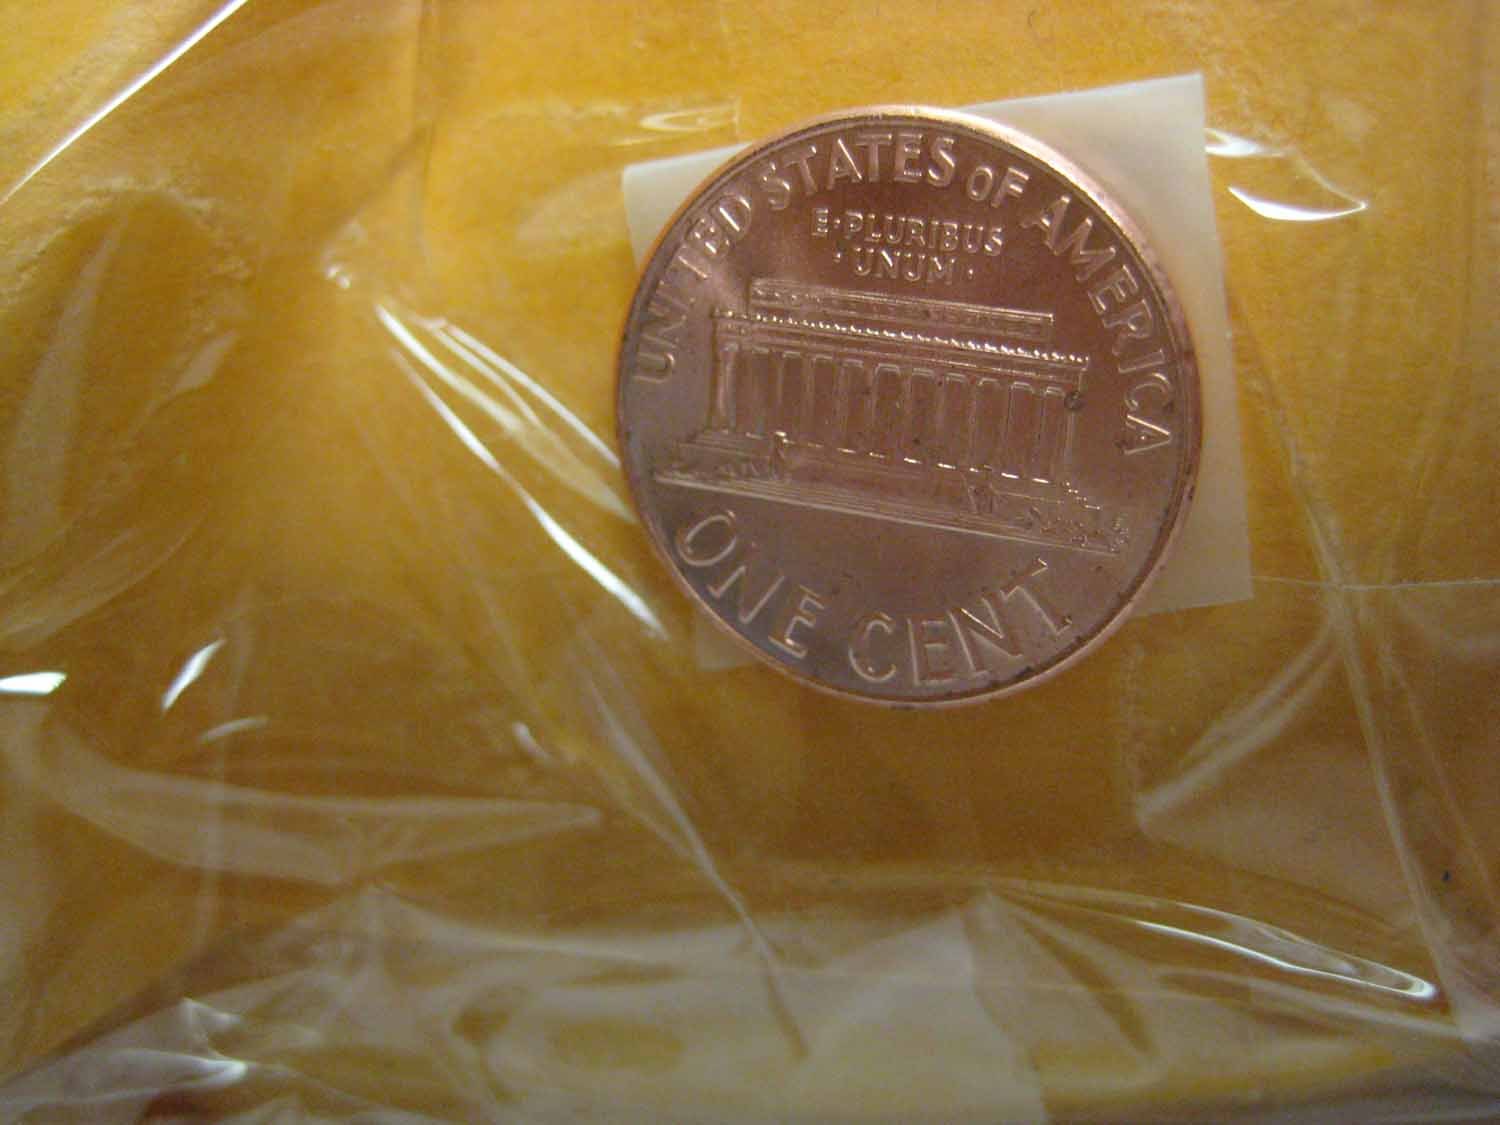 UNITED STATES OF AMERICA
E·PLURIBUS
·UNUM·
ONE CENT